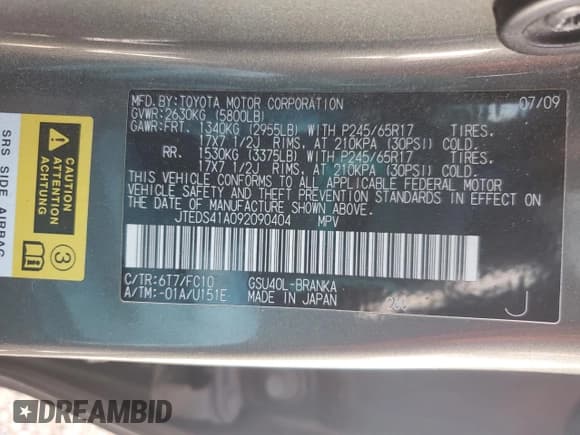 MFD. BY: TOYOTA MOTOR CORPORATION 07/09
GVWR: 2630KG (5800LB)
GAWR: FRT. 1340KG (2955LB) WITH P245/65R17 TIRES.
17X7 1/2J RIMS, AT 210KPA (30PSI) COLD.
RR. 1530KG (3375LB) WITH P245/65R17 TIRES.
17X7 1/2J RIMS, AT 210KPA (30PSI) COLD.
THIS VEHICLE CONFORMS TO ALL APPLICABLE FEDERAL MOTOR
VEHICLE SAFETY AND THEFT PREVENTION STANDARDS IN EFFECT ON
THE DATE OF MANUFACTURE SHOWN ABOVE.
JTEDS41A092090404 MPV
C/TR: 6T7/FC10 GSU40L-BRANKA
A/TM: -01A/U151E MADE IN JAPAN
J
SRS SIDE AIRBAG
CAUTION
ATTENTION
ACHTUNG
3
DREAMBID